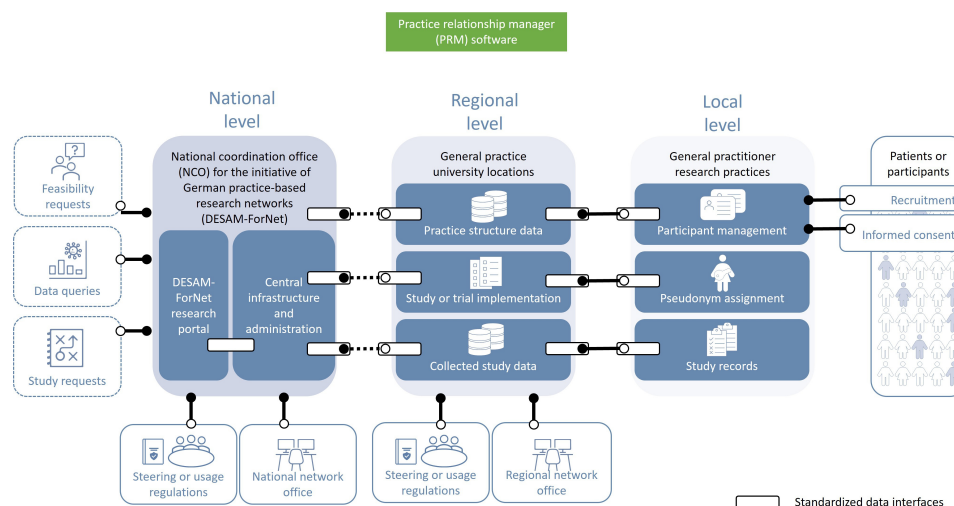 Practice relationship manager
(PRM) software
National
level
Regional
level
Local
level
Feasibility
requests
Data queries
Study requests
National coordination office
(NCO) for the initiative of
German practice-based
research networks
(DESAM-ForNet)
DESAM-
ForNet
research
portal
Central
infrastructure
and
administration
General practice
university locations
Practice structure data
Study or trial implementation
Collected study data
General practitioner
research practices
Participant management
Pseudonym assignment
Study records
Patients or
participants
Recruitment
Informed consent
Steering or usage
regulations
National network
office
Steering or usage
regulations
Regional network
office
Standardized data interfaces